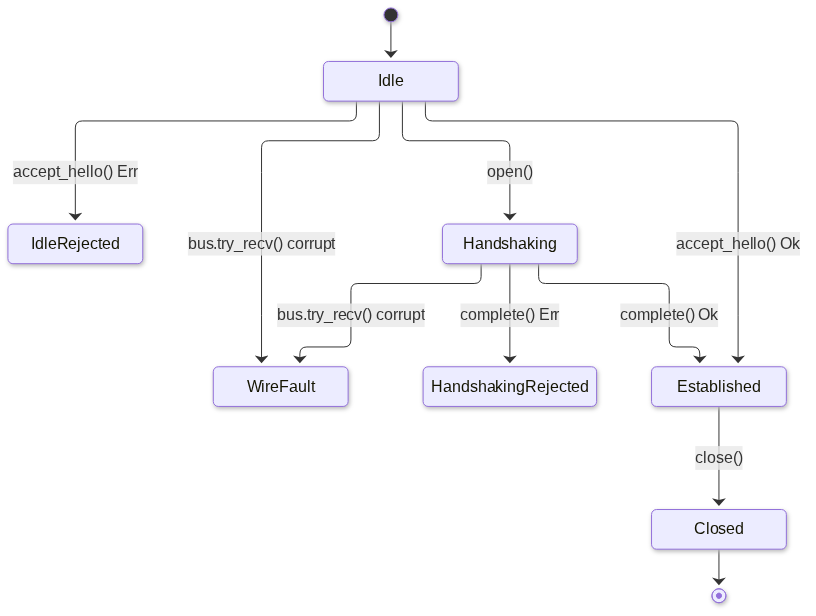 Idle
accept_hello() Err
open()
IdleRejected
bus.try_recv() corrupt
Handshaking
accept_hello() Ok
bus.try_recv() corrupt
complete() Err
complete() Ok
WireFault
HandshakingRejected
Established
close()
Closed